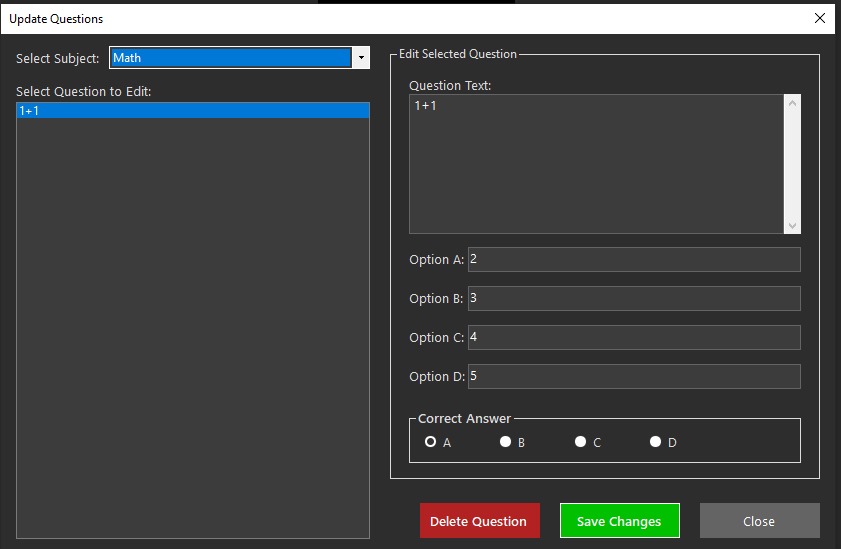 Update Questions
Select Subject: Math
Select Question to Edit:
1+1
Edit Selected Question
Question Text:
1+1
Option A: 2
Option B: 3
Option C: 4
Option D: 5
Correct Answer
A B C D
Delete Question Save Changes Close